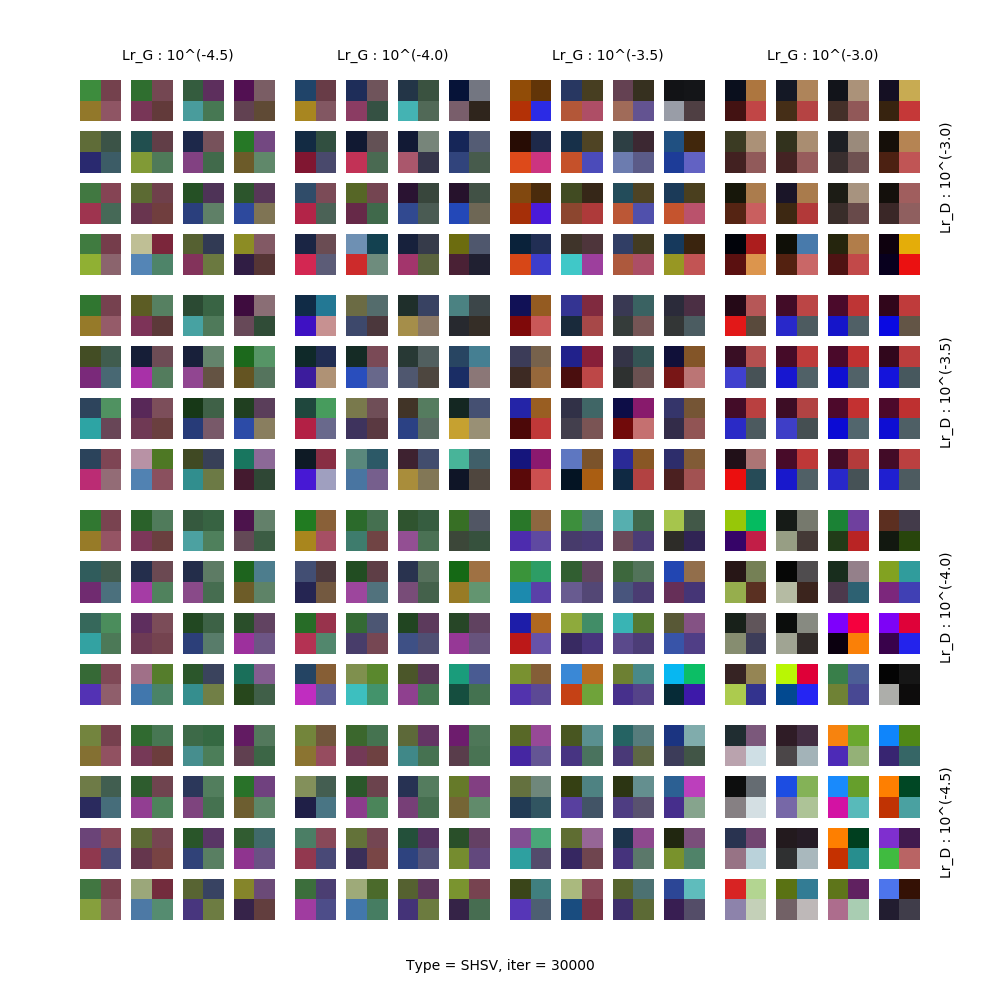 Lr_G : 10^(-4.5)
Lr_G : 10^(-4.0)
Lr_G : 10^(-3.5)
Lr_G : 10^(-3.0)
Lr_D : 10^(-3.0)
Lr_D : 10^(-3.5)
Lr_D : 10^(-4.0)
Lr_D : 10^(-4.5)
Type = SHSV, iter = 30000